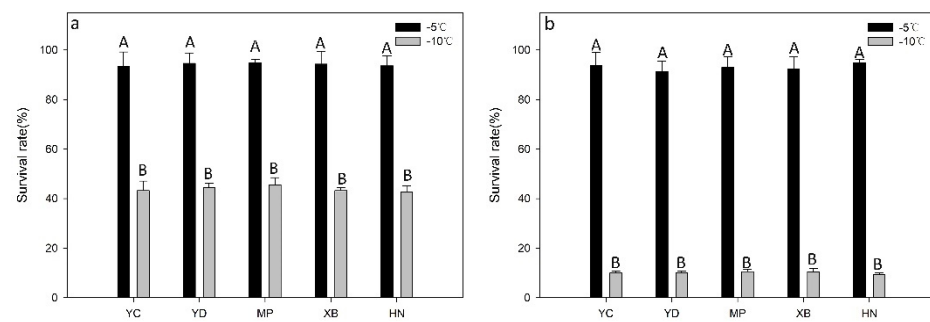 a
-5℃
-10℃
Survival rate(%)
100
80
60
40
20
0
A A A A A
B B B B B
YC YD MP XB HN
b
-5℃
-10℃
Survival rate(%)
100
80
60
40
20
0
A A A A A
B B B B B
YC YD MP XB HN